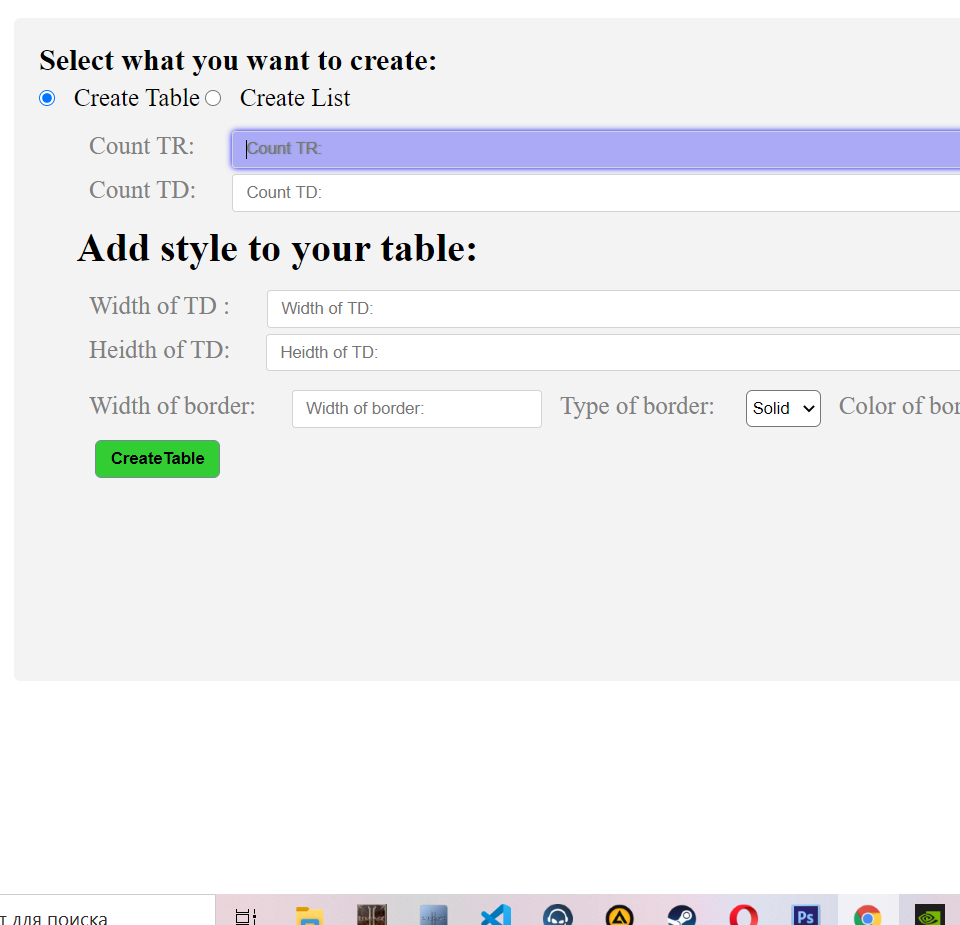 Select what you want to create:
Create Table Create List
Count TR: Count TR:
Count TD: Count TD:
Add style to your table:
Width of TD : Width of TD:
Heidth of TD: Heidth of TD:
Width of border: Width of border: Type of border: Solid Color of bor
CreateTable
т для поиска
Ps